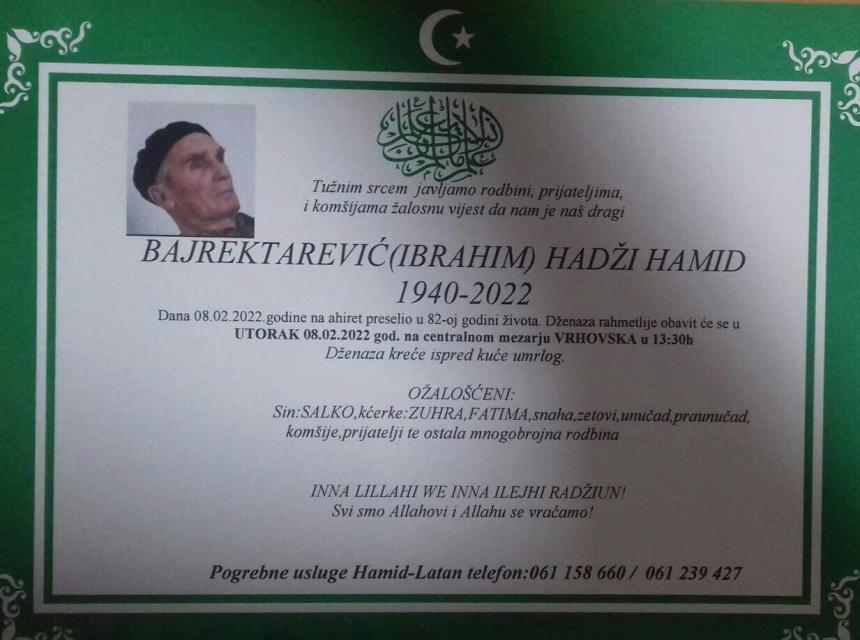 Tužnim srcem javljamo rodbini, prijateljima,
i komšijama žalosnu vijest da nam je naš dragi
BAJREKTAREVIĆ(IBRAHIM) HADŽI HAMID
1940-2022
Dana 08.02.2022.godine na ahiret preselio u 82-oj godini života. Dženaza rahmetlije obavit će se u
UTORAK 08.02.2022 god. na centralnom mezarju VRHOVSKA u 13:30h
Dženaza kreće ispred kuće umrlog.
OŽALOŠĆENI:
Sin:SALKO,kćerke:ZUHRA,FATIMA,snaha,zetovi,unučad,praunučad,
komšije,prijatelji te ostala mnogobrojna rodbina
INNA LILLAHI WE INNA ILEJHI RADŽIUN!
Svi smo Allahovi i Allahu se vraćamo!
Pogrebne usluge Hamid-Latan telefon:061 158 660 / 061 239 427